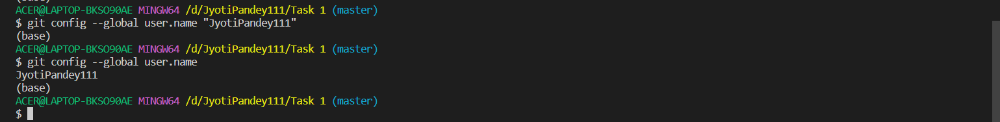 (base)
ACER@LAPTOP-BKSO90AE MINGW64 /d/JyotiPandey111/Task 1 (master)
$ git config --global user.name "JyotiPandey111"
(base)
ACER@LAPTOP-BKSO90AE MINGW64 /d/JyotiPandey111/Task 1 (master)
$ git config --global user.name
JyotiPandey111
(base)
ACER@LAPTOP-BKSO90AE MINGW64 /d/JyotiPandey111/Task 1 (master)
$